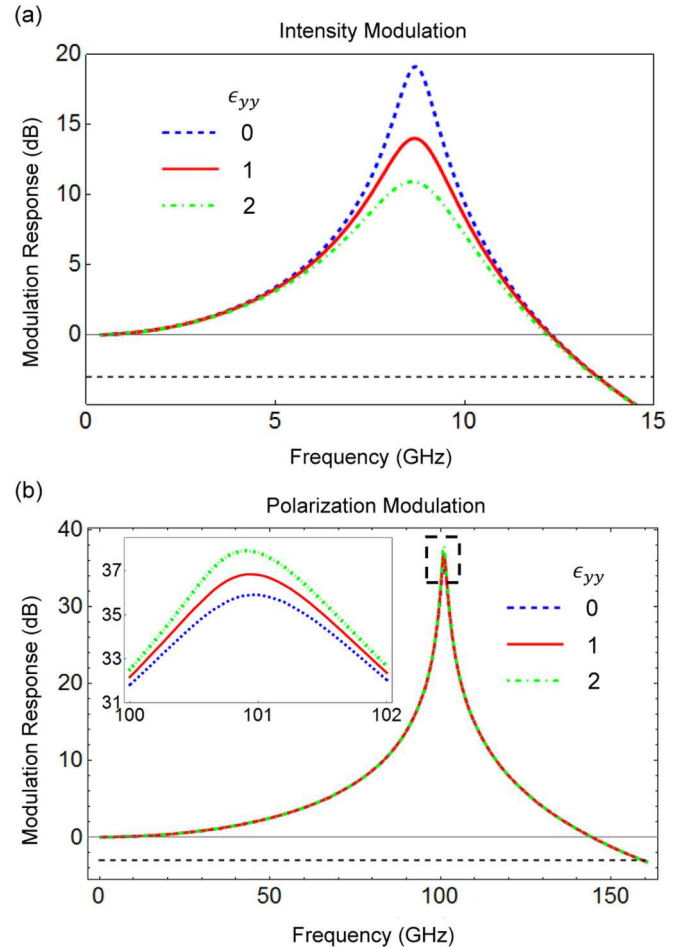 (a)
Intensity Modulation
Modulation Response (dB)
20
15
10
5
0
ϵyy
0
1
2
0 5 10 15
Frequency (GHz)
(b)
Polarization Modulation
Modulation Response (dB)
40
30
20
10
0
37
35
33
31
100 101 102
ϵyy
0
1
2
0 50 100 150
Frequency (GHz)